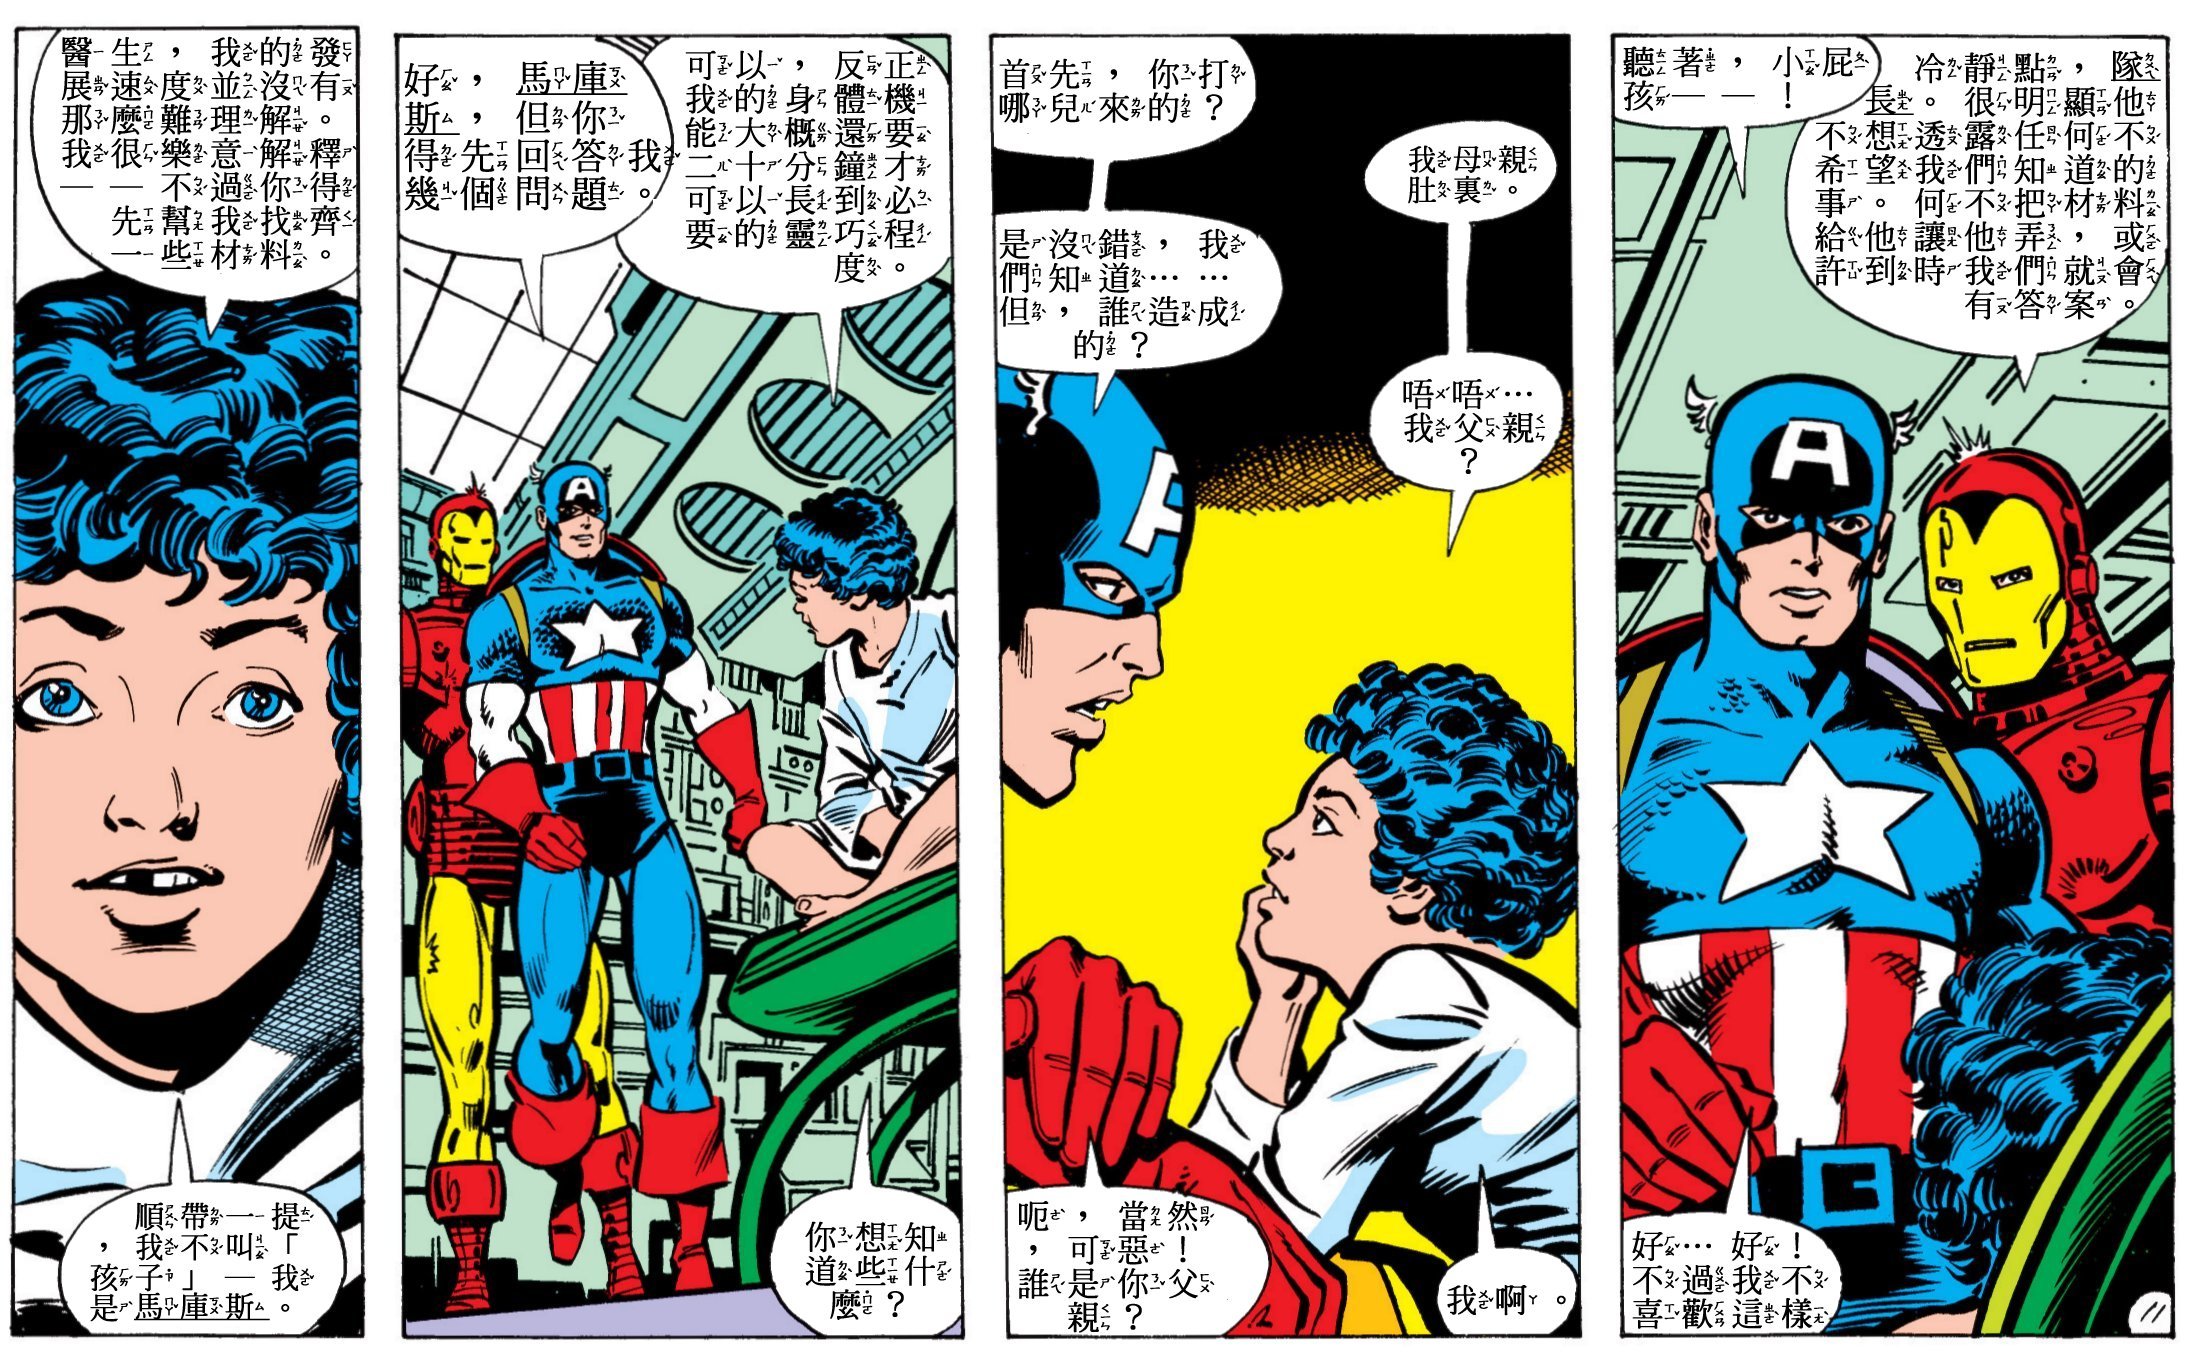 醫生，我的發
展速度並沒有
那麼難理解。
我很樂意解釋
——不過你得
先幫我找齊
一些材料。
順帶一提
，我不叫「
孩子」—我
是馬庫斯。
好，馬庫
斯，但你
得先回答我
幾個問題。
可以，反正
我的身體機
能大概還要
二十分鐘才
可以長到必
要的靈巧程
度。
你想知
道些什
麼？
首先，你打
哪兒來的？
我母親
肚裏。
是沒錯，我
們知道……
但，誰造成
的？
唔唔…
我父親
？
呃，當然
，可惡！
誰是你父
親？
我啊。
聽著，小屁
孩——！
冷靜點，隊
長。很明顯他
不想透露任何不
希望我們知道的
事。何不把材料
給他讓他弄，或
許到時我們就會
有答案。
好…好！
不過我不
喜歡這樣
11